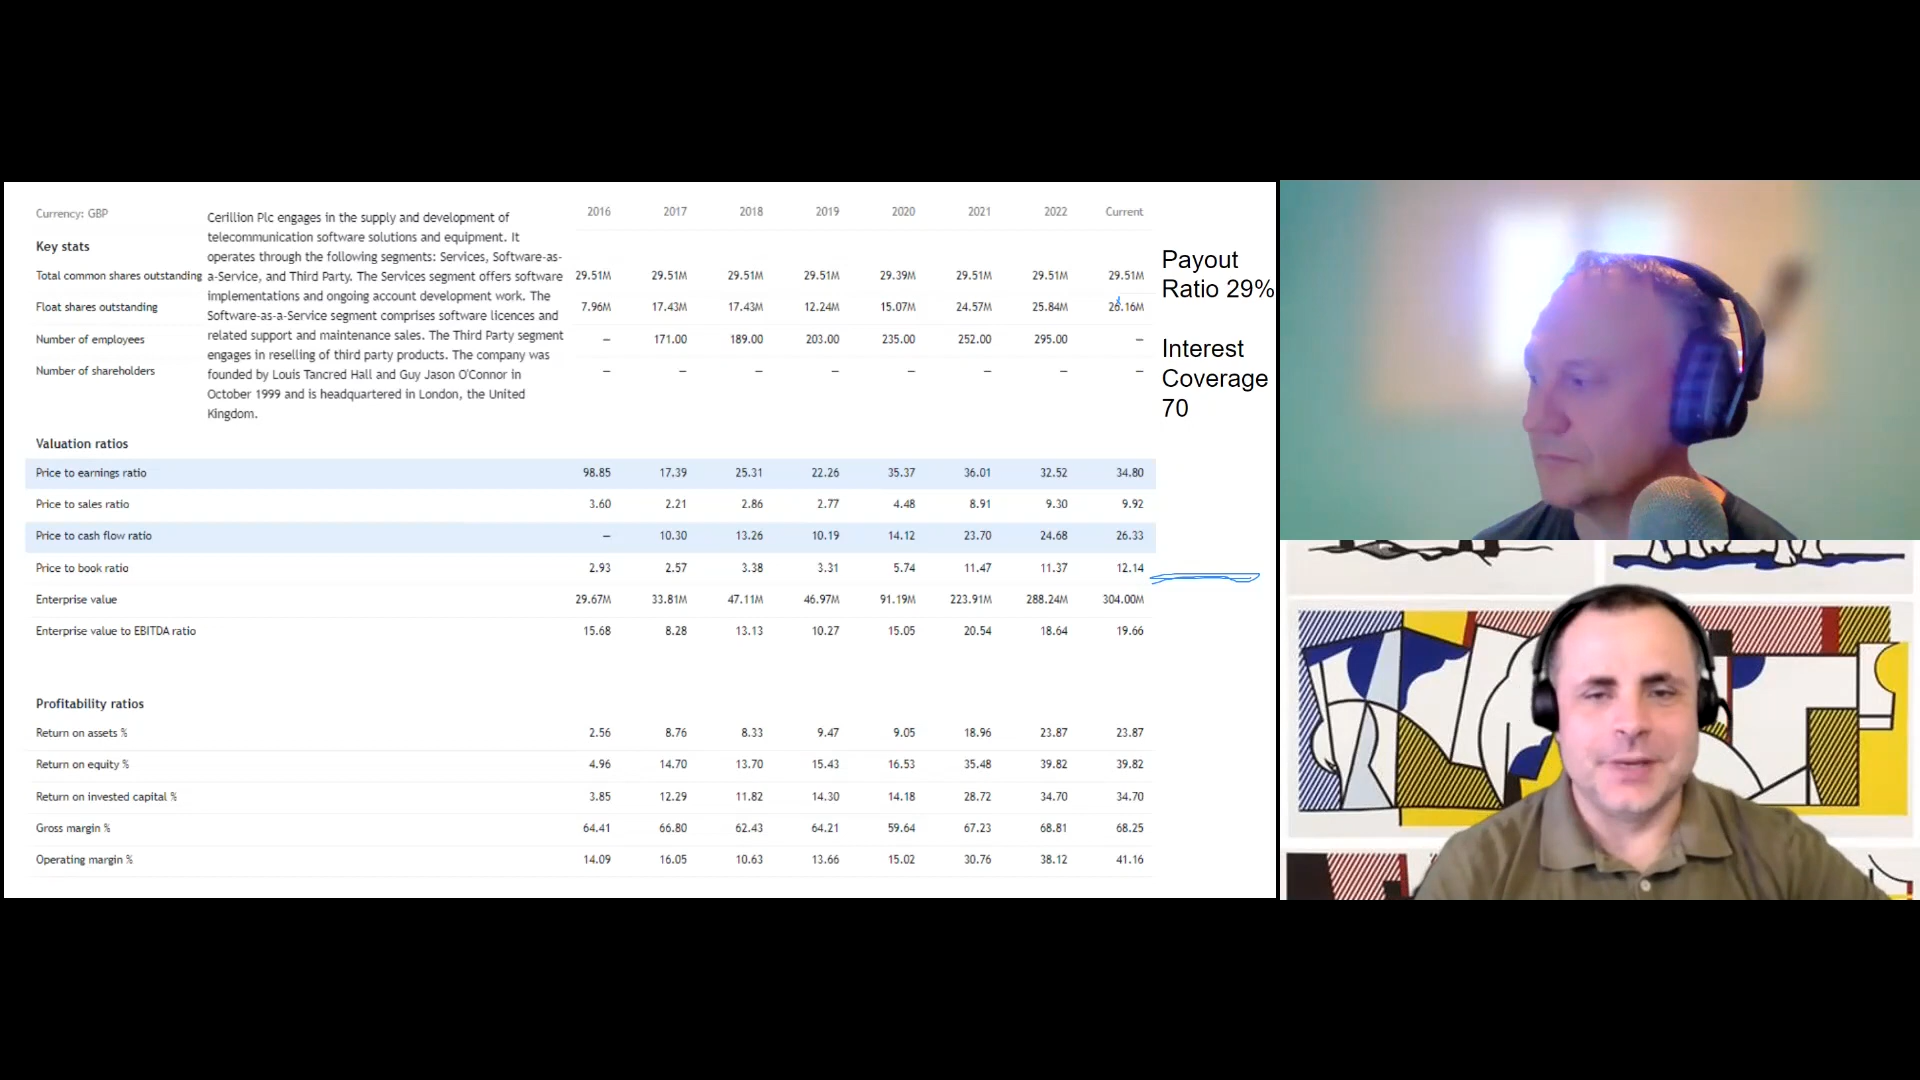 Currency: GBP
2016 2017 2018 2019 2020 2021 2022 Current
Cerillion Plc engages in the supply and development of
telecommunication software solutions and equipment. It
operates through the following segments: Services, Software-as-
a-Service, and Third Party. The Services segment offers software
implementations and ongoing account development work. The
Software-as-a-Service segment comprises software licences and
related support and maintenance sales. The Third Party segment
engages in reselling of third party products. The company was
founded by Louis Tancred Hall and Guy Jason O'Connor in
October 1999 and is headquartered in London, the United
Kingdom.
Key stats
Total common shares outstanding 29.51M 29.51M 29.51M 29.51M 29.39M 29.51M 29.51M 29.51M
Float shares outstanding 7.96M 17.43M 17.43M 12.24M 15.07M 24.57M 25.84M 26.16M
Number of employees — 171.00 189.00 203.00 235.00 252.00 295.00 —
Number of shareholders — — — — — — — —
Payout
Ratio 29%
Interest
Coverage
70
Valuation ratios
Price to earnings ratio 98.85 17.39 25.31 22.26 35.37 36.01 32.52 34.80
Price to sales ratio 3.60 2.21 2.86 2.77 4.48 8.91 9.30 9.92
Price to cash flow ratio — 10.30 13.26 10.19 14.12 23.70 24.68 26.33
Price to book ratio 2.93 2.57 3.38 3.31 5.74 11.47 11.37 12.14
Enterprise value 29.67M 33.81M 47.11M 46.97M 91.19M 223.91M 288.24M 304.00M
Enterprise value to EBITDA ratio 15.68 8.28 13.13 10.27 15.05 20.54 18.64 19.66
Profitability ratios
Return on assets % 2.56 8.76 8.33 9.47 9.05 18.96 23.87 23.87
Return on equity % 4.96 14.70 13.70 15.43 16.53 35.48 39.82 39.82
Return on invested capital % 3.85 12.29 11.82 14.30 14.18 28.72 34.70 34.70
Gross margin % 64.41 66.80 62.43 64.21 59.64 67.23 68.81 68.25
Operating margin % 14.09 16.05 10.63 13.66 15.02 30.76 38.12 41.16